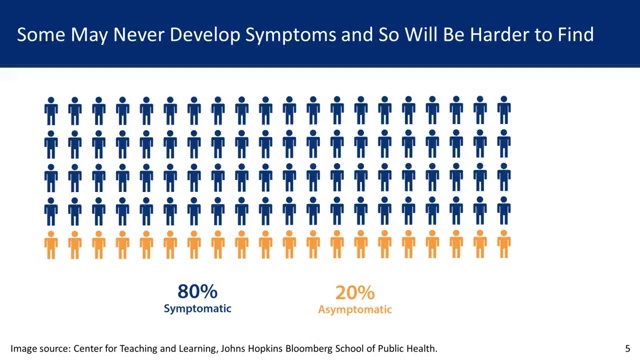 Some May Never Develop Symptoms and So Will Be Harder to Find
80%
Symptomatic
20%
Asymptomatic
Image source: Center for Teaching and Learning, Johns Hopkins Bloomberg School of Public Health.
5